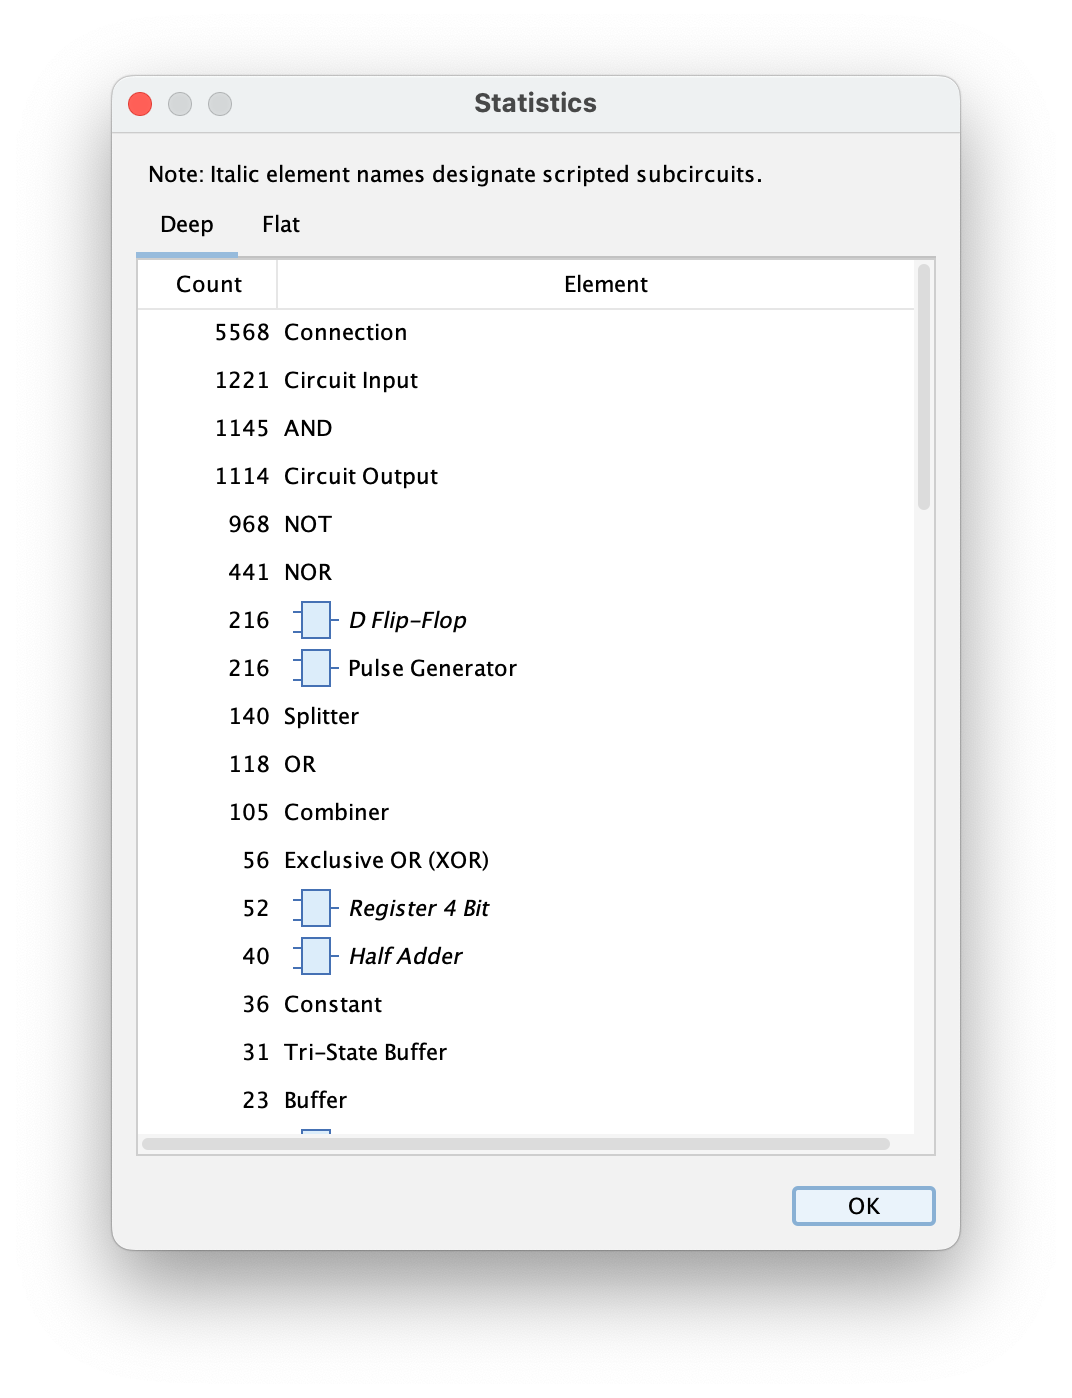 Statistics
Note: Italic element names designate scripted subcircuits.
Deep Flat
Count Element
5568 Connection
1221 Circuit Input
1145 AND
1114 Circuit Output
968 NOT
441 NOR
216 D Flip-Flop
216 Pulse Generator
140 Splitter
118 OR
105 Combiner
56 Exclusive OR (XOR)
52 Register 4 Bit
40 Half Adder
36 Constant
31 Tri-State Buffer
23 Buffer
OK